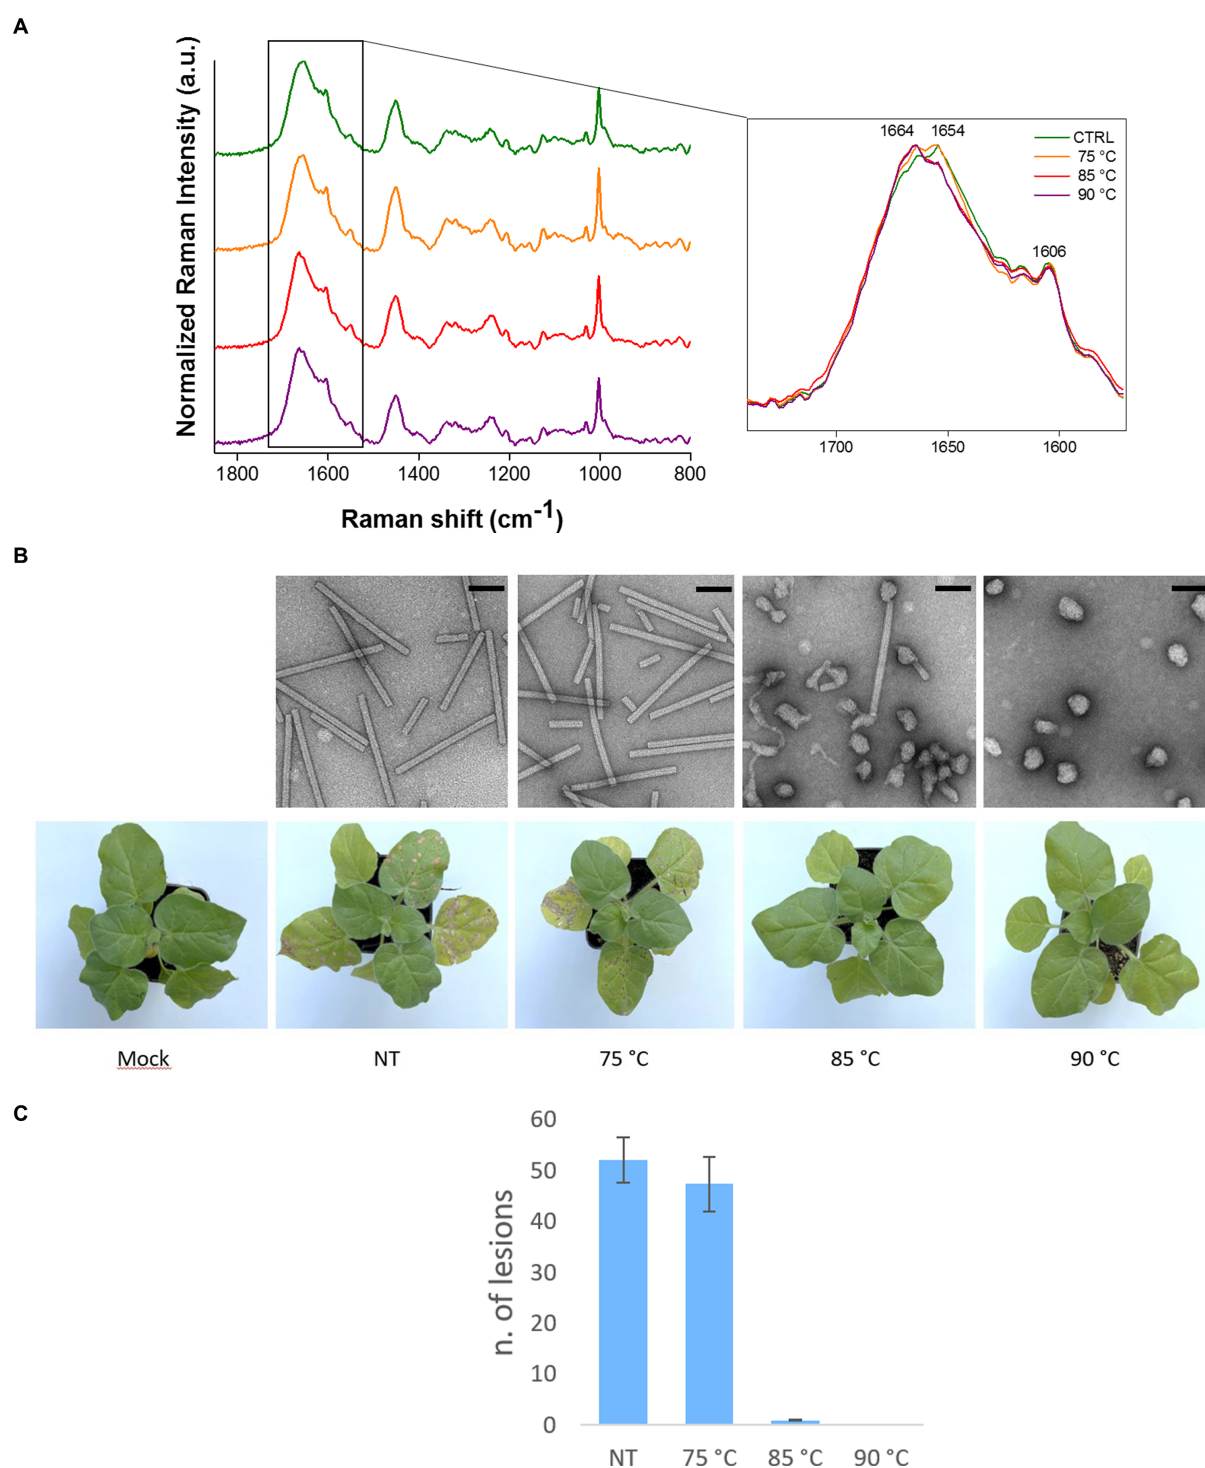 A
Normalized Raman Intensity (a.u.)
1800
1600
1400
1200
1000
800
Raman shift (cm-1)
1664
1654
1606
CTRL
75 °C
85 °C
90 °C
1700
1650
1600
B
Mock
NT
75 °C
85 °C
90 °C
C
n. of lesions
60
50
40
30
20
10
0
NT
75 °C
85 °C
90 °C